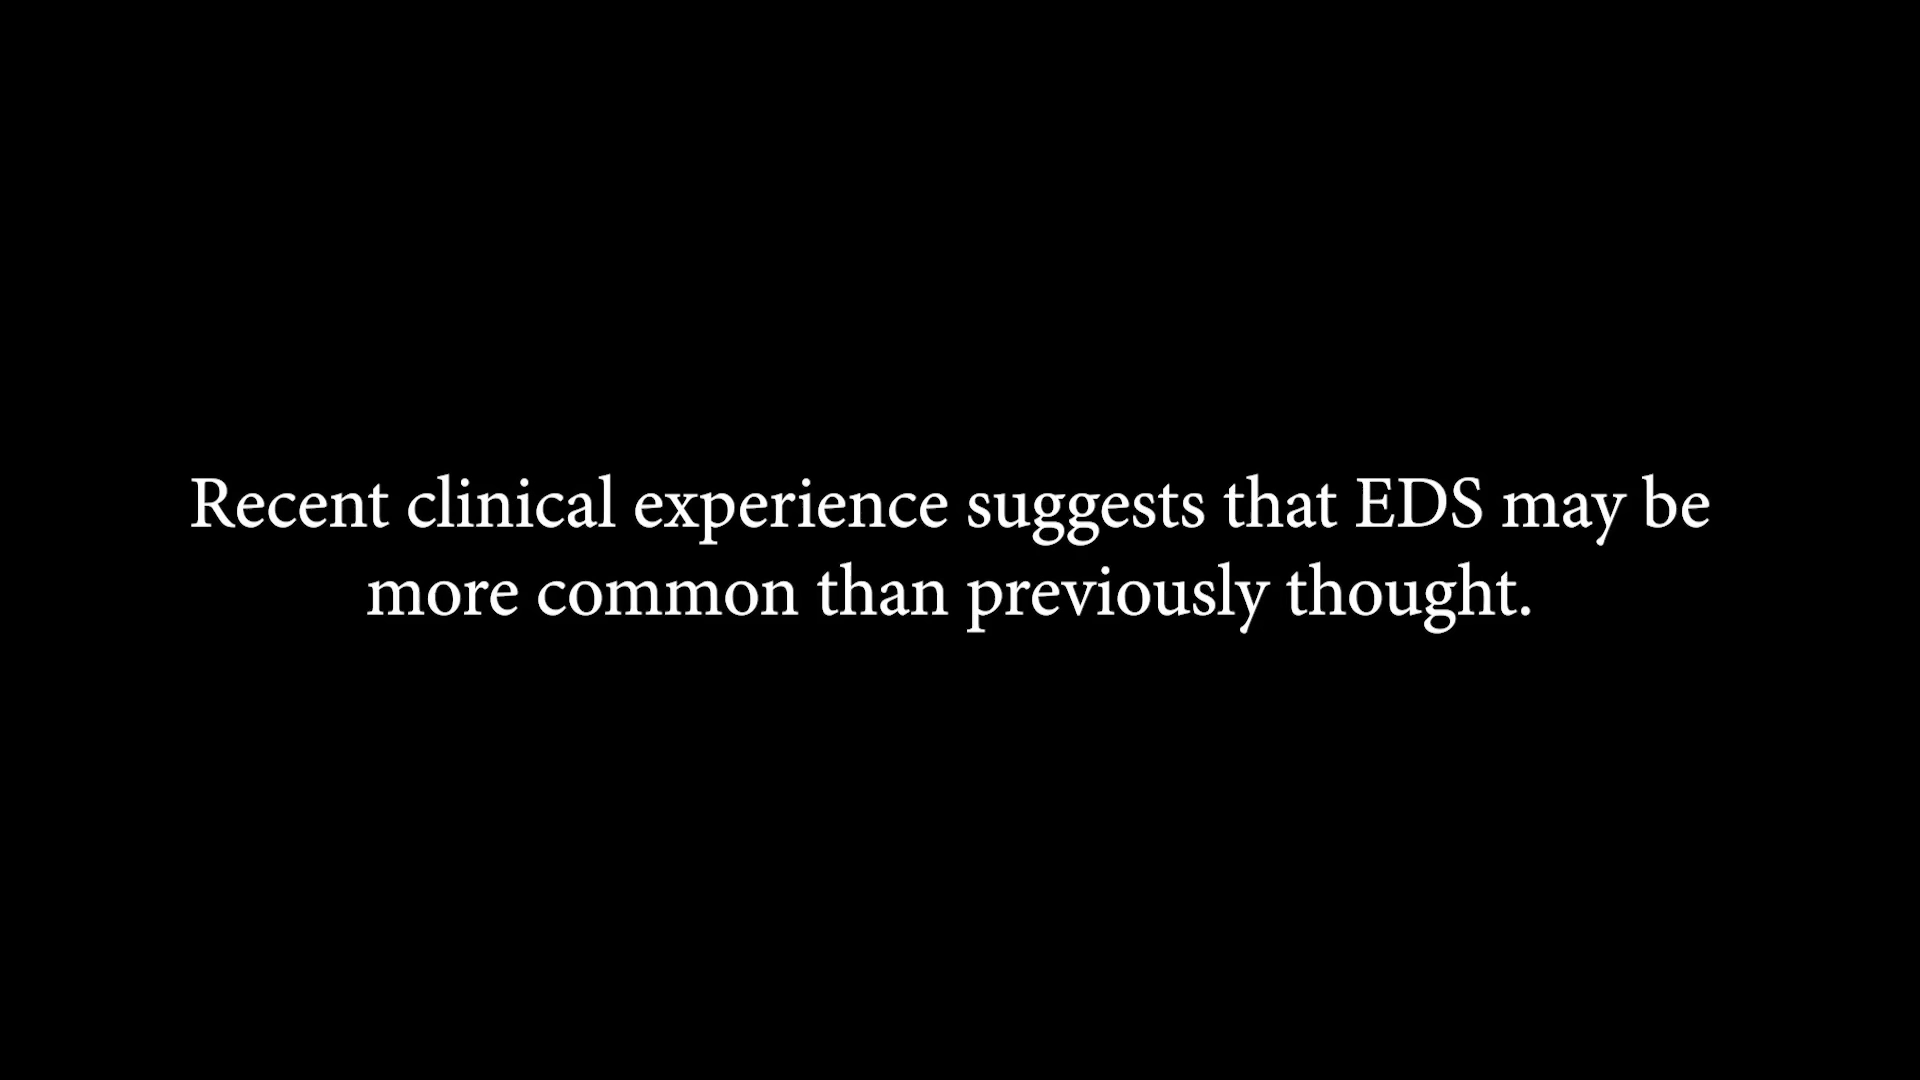 Recent clinical experience suggests that EDS may be
more common than previously thought.